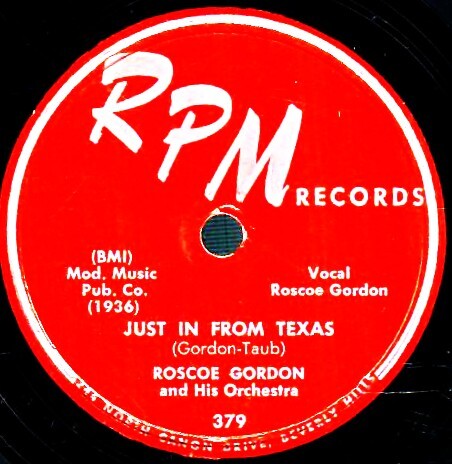 RPM
RECORDS
(BMI)
Mod. Music
Pub. Co.
(1936)
Vocal
Roscoe Gordon
JUST IN FROM TEXAS
(Gordon-Taub)
ROSCOE GORDON
and His Orchestra
379
NORTH CANON DRIVE, BEVERLY HILLS